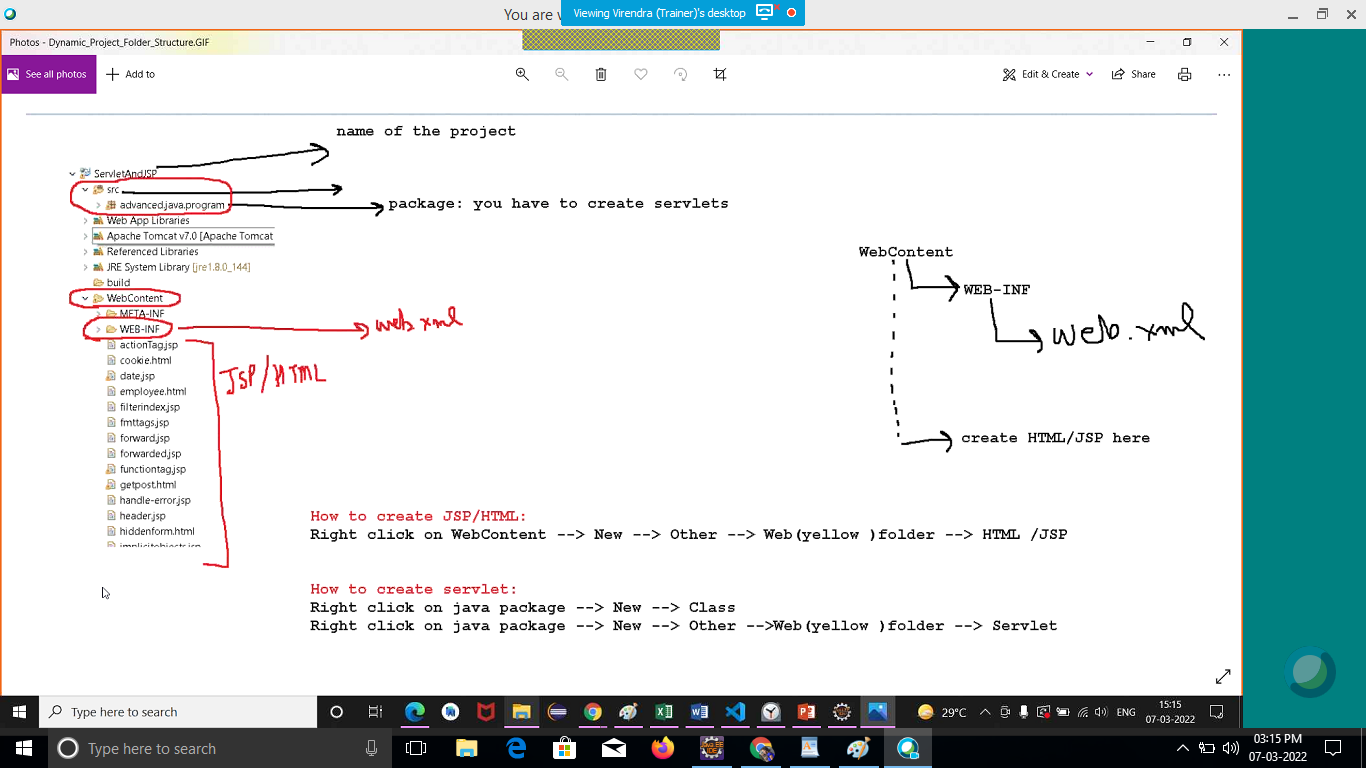 You are v
Viewing Virendra (Trainer)'s desktop
Photos - Dynamic_Project_Folder_Structure.GIF
See all photos
Add to
Edit & Create
Share
name of the project
ServletAndJSP
src
advanced.java.program
package: you have to create servlets
Web App Libraries
Apache Tomcat v7.0 [Apache Tomcat
Referenced Libraries
JRE System Library [jre1.8.0_144]
build
WebContent
META-INF
WEB-INF
web.xml
actionTag.jsp
cookie.html
date.jsp
employee.html
filterindex.jsp
fmttags.jsp
forward.jsp
forwarded.jsp
functiontag.jsp
getpost.html
handle-error.jsp
header.jsp
hiddenform.html
implicitobjects.jsp
JSP/HTML
WebContent
WEB-INF
web.xml
create HTML/JSP here
How to create JSP/HTML:
Right click on WebContent --> New --> Other --> Web(yellow )folder --> HTML /JSP
How to create servlet:
Right click on java package --> New --> Class
Right click on java package --> New --> Other -->Web(yellow )folder --> Servlet
Type here to search
29°C
ENG
15:15
07-03-2022
Type here to search
03:15 PM
07-03-2022